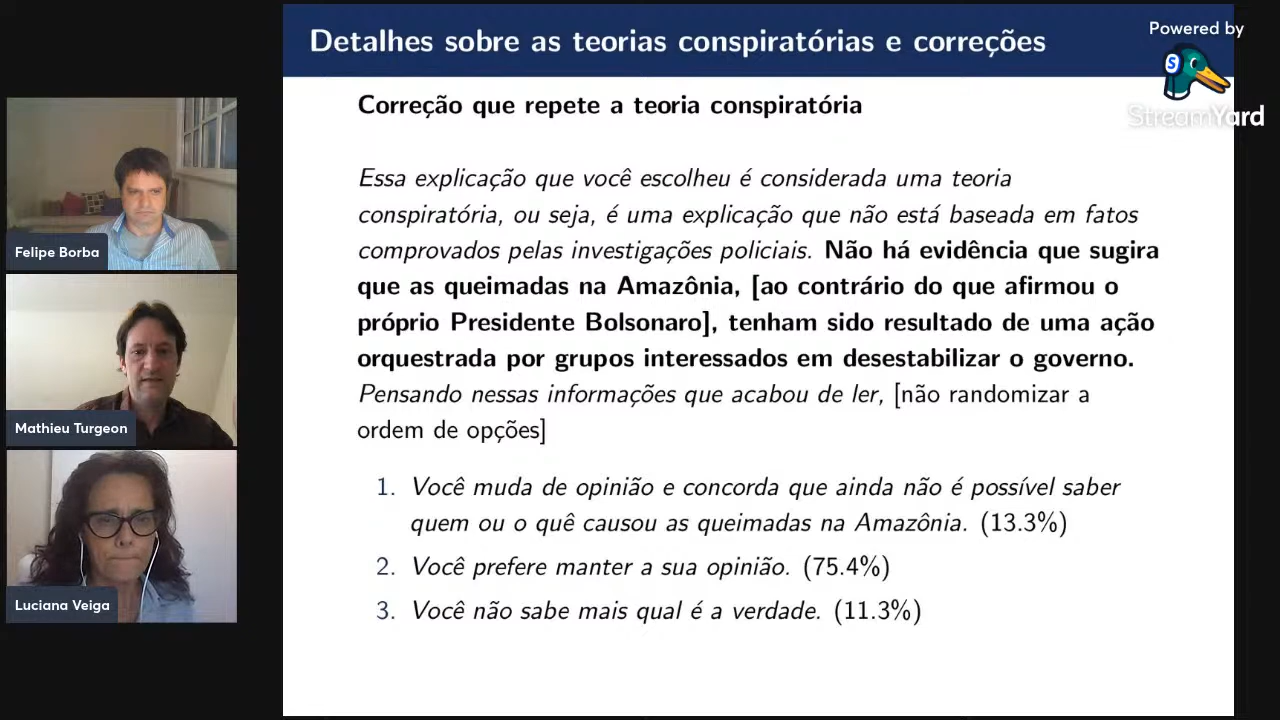 Detalhes sobre as teorias conspiratórias e correções
Powered by
S
StreamYard
Correção que repete a teoria conspiratória
Essa explicação que você escolheu é considerada uma teoria
conspiratória, ou seja, é uma explicação que não está baseada em fatos
comprovados pelas investigações policiais. Não há evidência que sugira
que as queimadas na Amazônia, [ao contrário do que afirmou o
próprio Presidente Bolsonaro], tenham sido resultado de uma ação
orquestrada por grupos interessados em desestabilizar o governo.
Pensando nessas informações que acabou de ler, [não randomizar a
ordem de opções]
1. Você muda de opinião e concorda que ainda não é possível saber
quem ou o quê causou as queimadas na Amazônia. (13.3%)
2. Você prefere manter a sua opinião. (75.4%)
3. Você não sabe mais qual é a verdade. (11.3%)
Felipe Borba
Mathieu Turgeon
Luciana Veiga